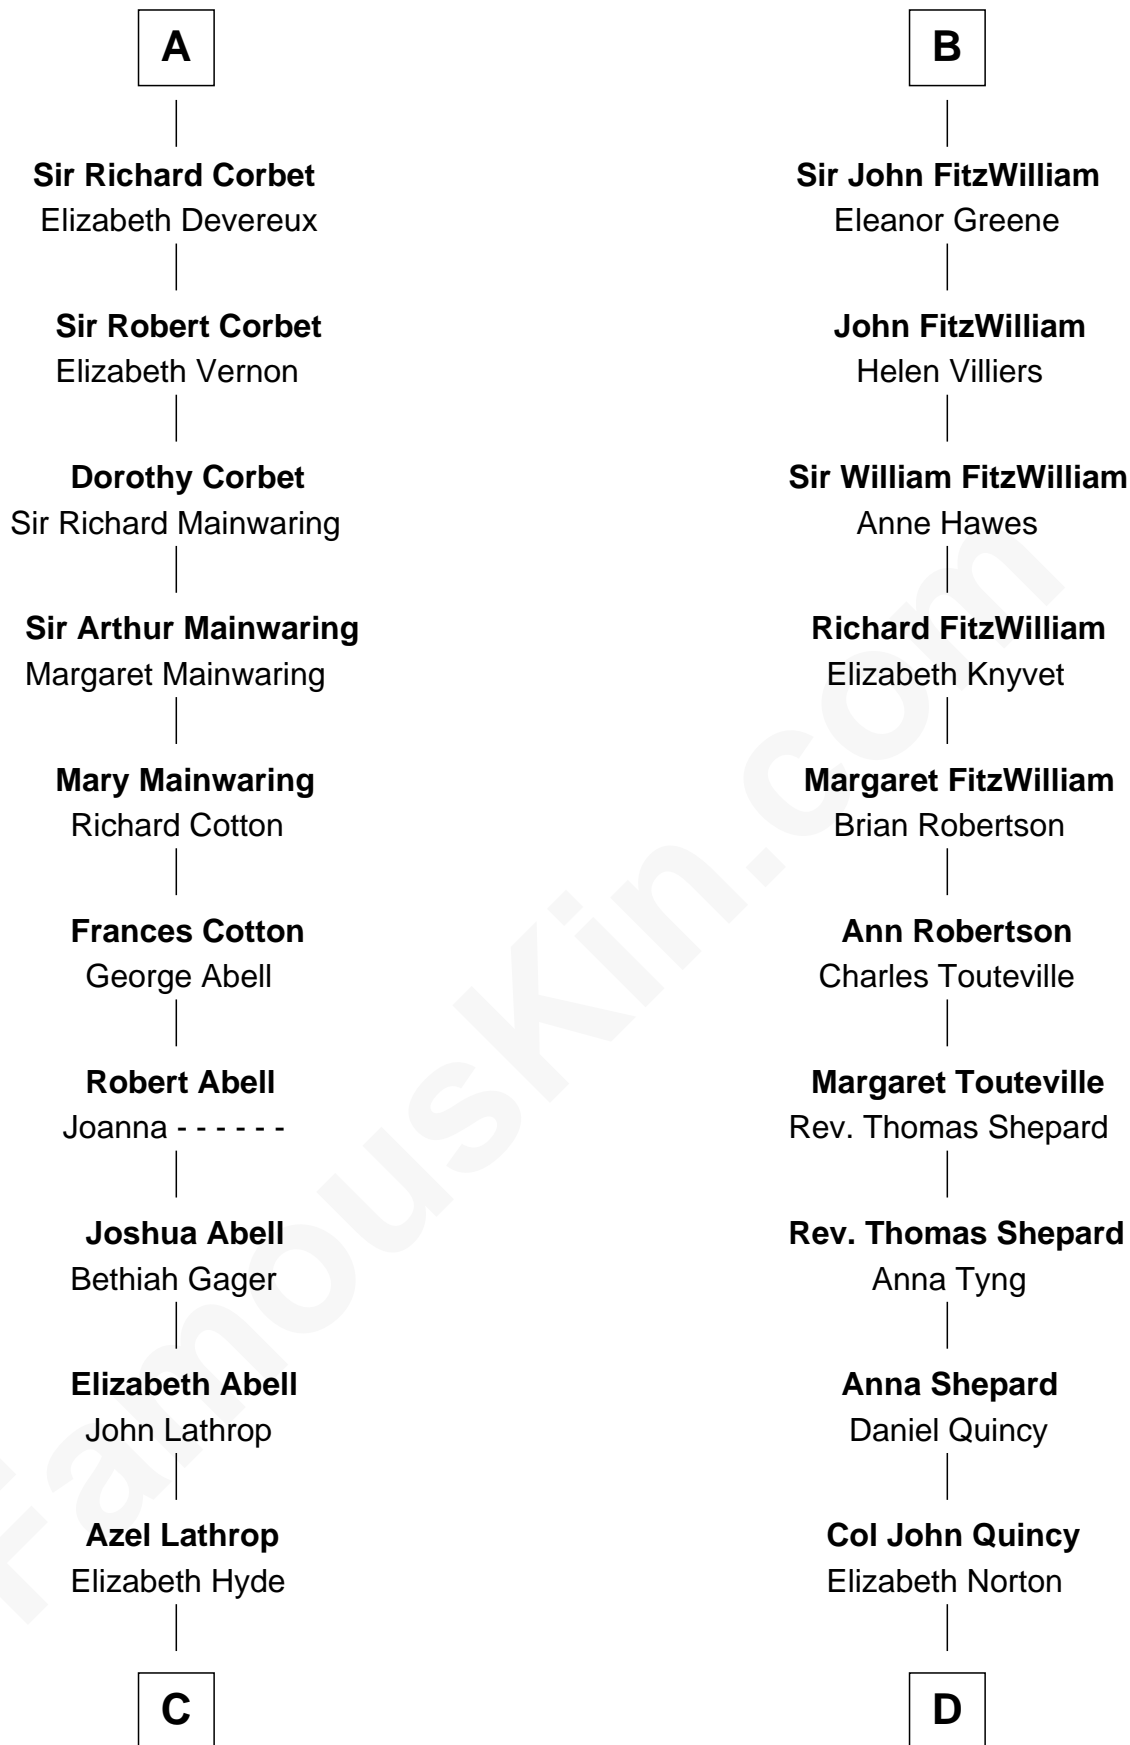 A
Sir Richard Corbet
Elizabeth Devereux
Sir Robert Corbet
Elizabeth Vernon
Dorothy Corbet
Sir Richard Mainwaring
Sir Arthur Mainwaring
Margaret Mainwaring
Mary Mainwaring
Richard Cotton
Frances Cotton
George Abell
Robert Abell
Joanna - - - - - -
Joshua Abell
Bethiah Gager
Elizabeth Abell
John Lathrop
Azel Lathrop
Elizabeth Hyde
C
B
Sir John FitzWilliam
Eleanor Greene
John FitzWilliam
Helen Villiers
Sir William FitzWilliam
Anne Hawes
Richard FitzWilliam
Elizabeth Knyvet
Margaret FitzWilliam
Brian Robertson
Ann Robertson
Charles Touteville
Margaret Touteville
Rev. Thomas Shepard
Rev. Thomas Shepard
Anna Tyng
Anna Shepard
Daniel Quincy
Col John Quincy
Elizabeth Norton
D
FamousKin.com